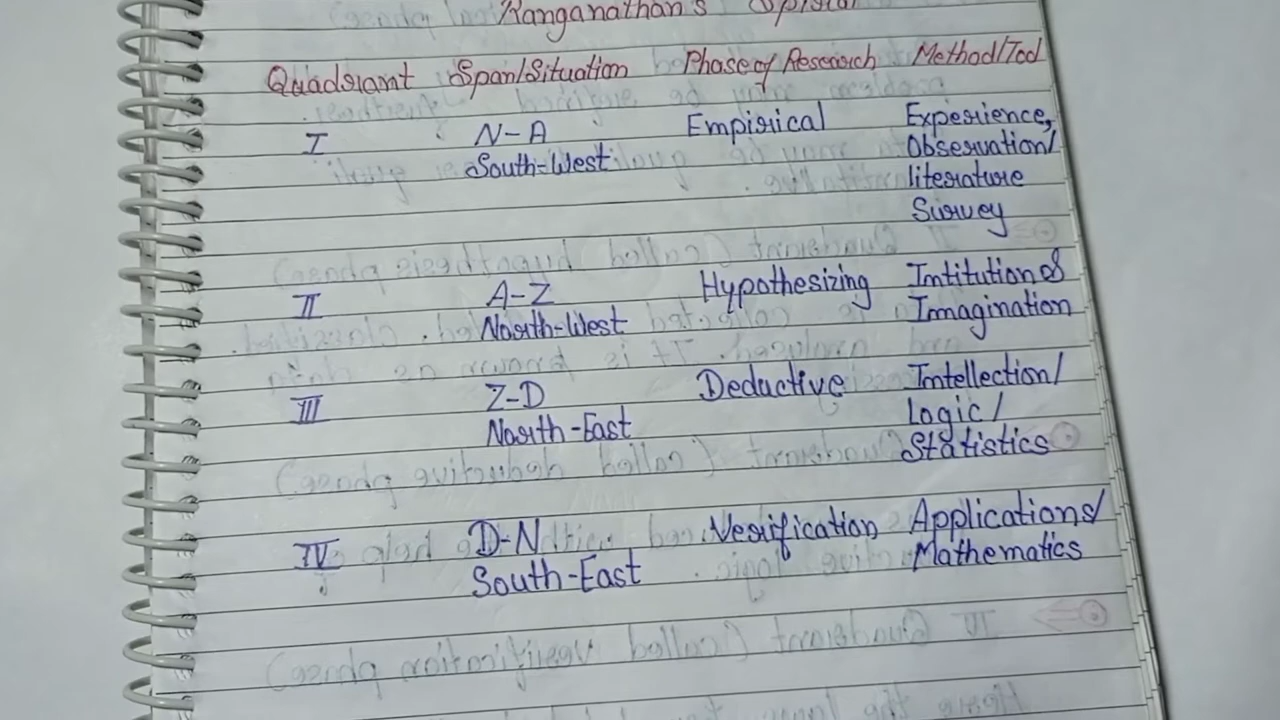 Ranganathan's Spiral
Quadrant Span/Situation Phase of Research Method/Tool
I N-A Empirical Experience,
South-West Observation/
literature
Survey
II A-Z Hypothesizing Intitution &
North-West Imagination
III Z-D Deductive Intellection/
North-East Logic/
Statistics
IV D-N Verification Applications/
South-East Mathematics